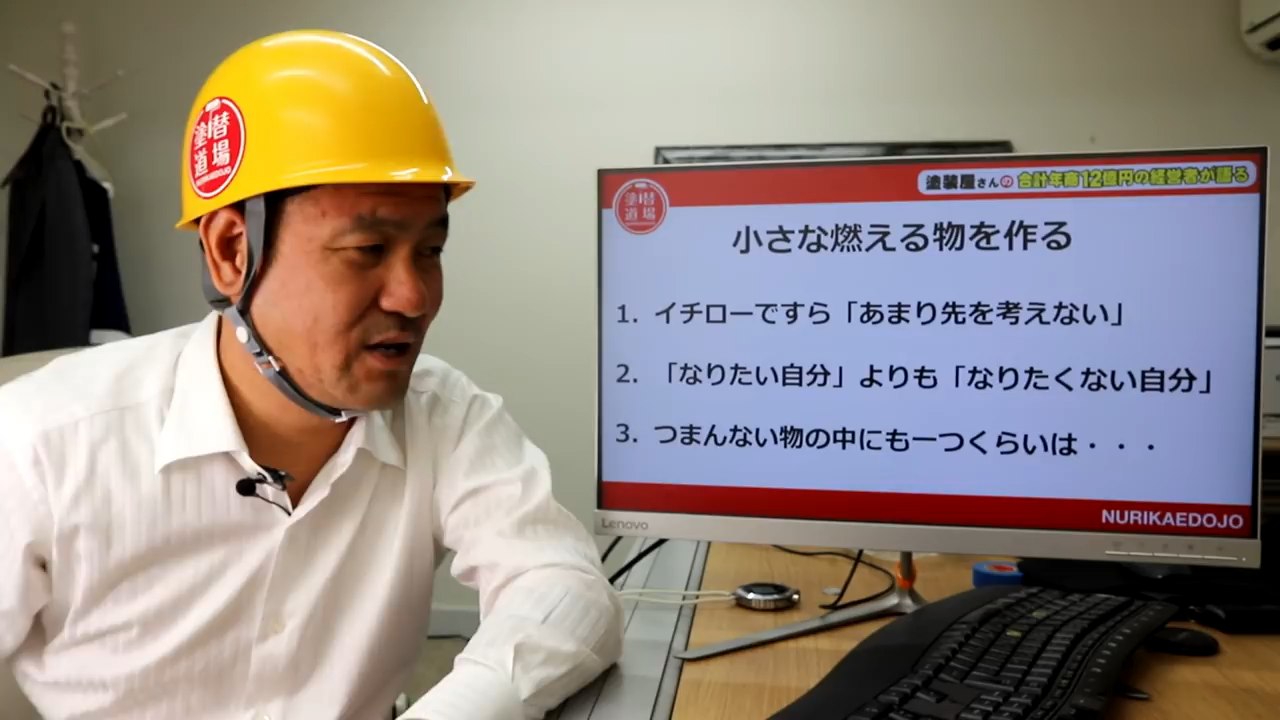 塗替
道場
NURIKAEDOJO
塗替
道場
塗装屋さんの 合計年商12億円の経営者が語る
小さな燃える物を作る
1. イチローですら「あまり先を考えない」
2. 「なりたい自分」よりも「なりたくない自分」
3. つまんない物の中にも一つくらいは・・・
NURIKAEDOJO
Lenovo